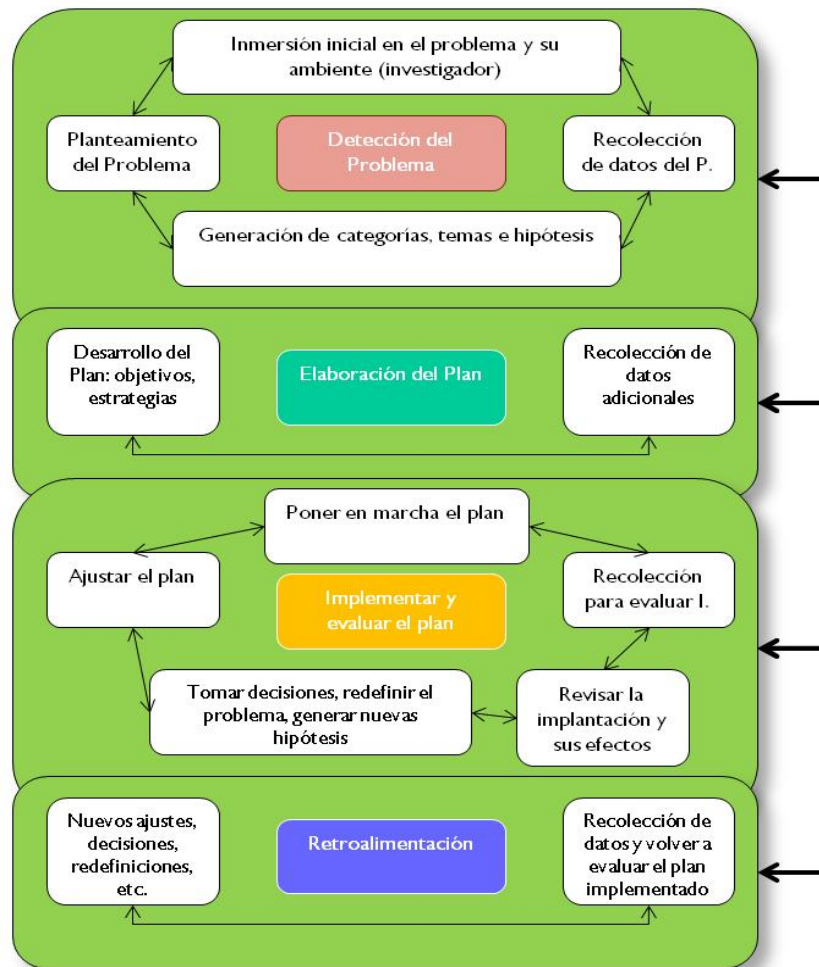 Inmersión inicial en el problema y su
ambiente (investigador)
Planteamiento
del Problema
Detección del
Problema
Recolección
de datos del P.
Generación de categorías, temas e hipótesis
Desarrollo del
Plan: objetivos,
estrategias
Elaboración del Plan
Recolección de
datos
adicionales
Poner en marcha el plan
Ajustar el plan
Implementar y
evaluar el plan
Recolección
para evaluar I.
Tomar decisiones, redefinir el
problema, generar nuevas
hipótesis
Revisar la
implantación y
sus efectos
Nuevos ajustes,
decisiones,
redefiniciones,
etc.
Retroalimentación
Recolección de
datos y volver a
evaluar el plan
implementado